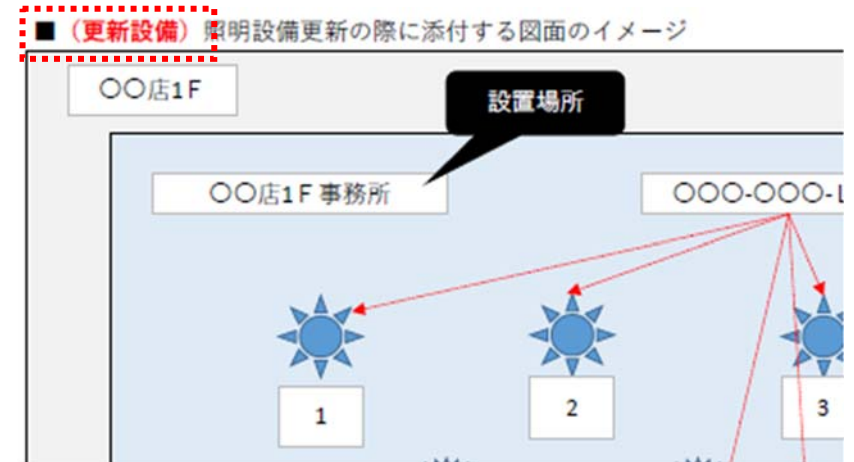 ■（更新設備）照明設備更新の際に添付する図面のイメージ
〇〇店1F
設置場所
〇〇店1F 事務所
〇〇〇-〇〇〇-L
1
2
3